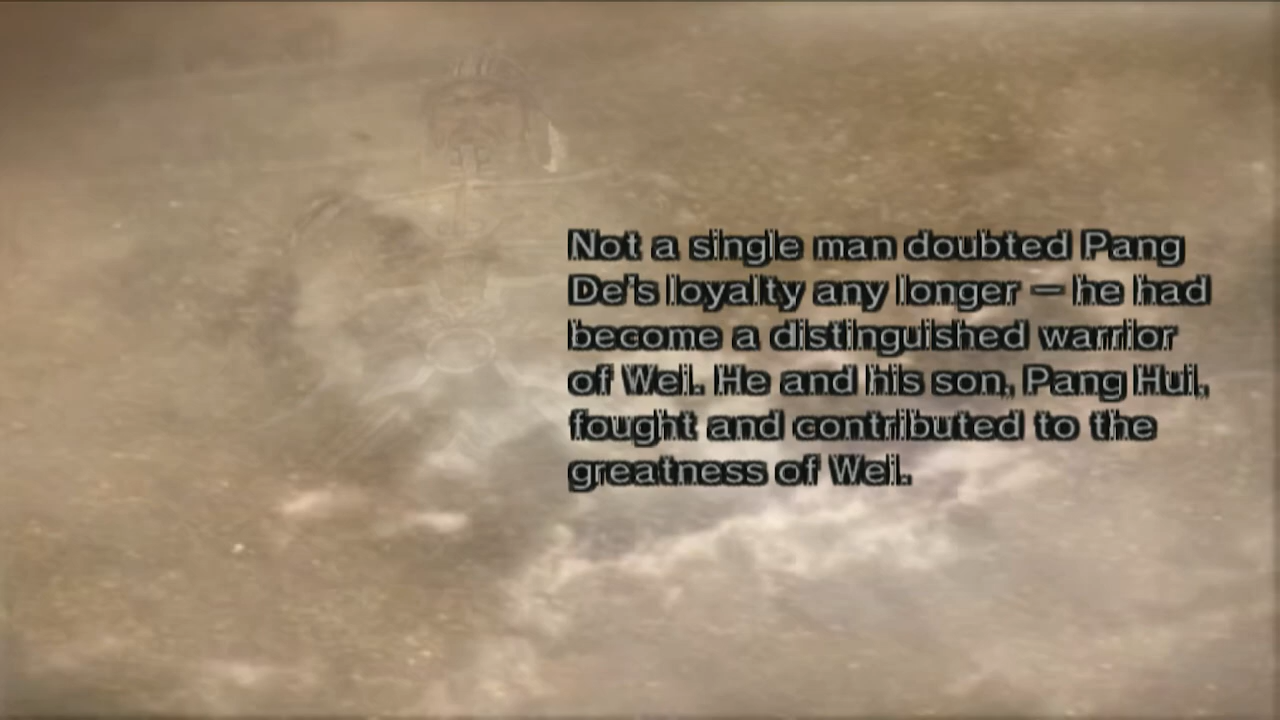 Not a single man doubted Pang
De's loyalty any longer — he had
become a distinguished warrior
of Wei. He and his son, Pang Hui,
fought and contributed to the
greatness of Wei.